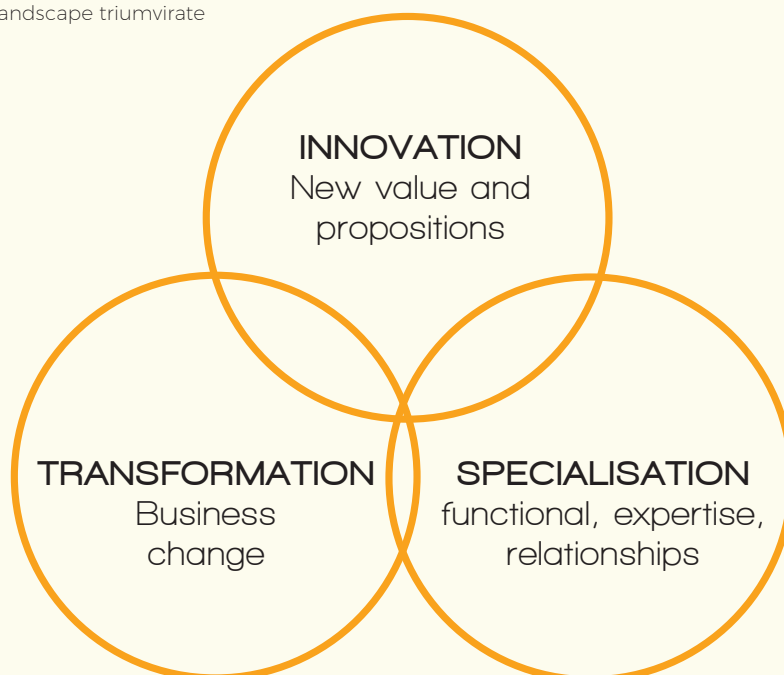 andscape triumvirate
INNOVATION
New value and
propositions
TRANSFORMATION
Business
change
SPECIALISATION
functional, expertise,
relationships